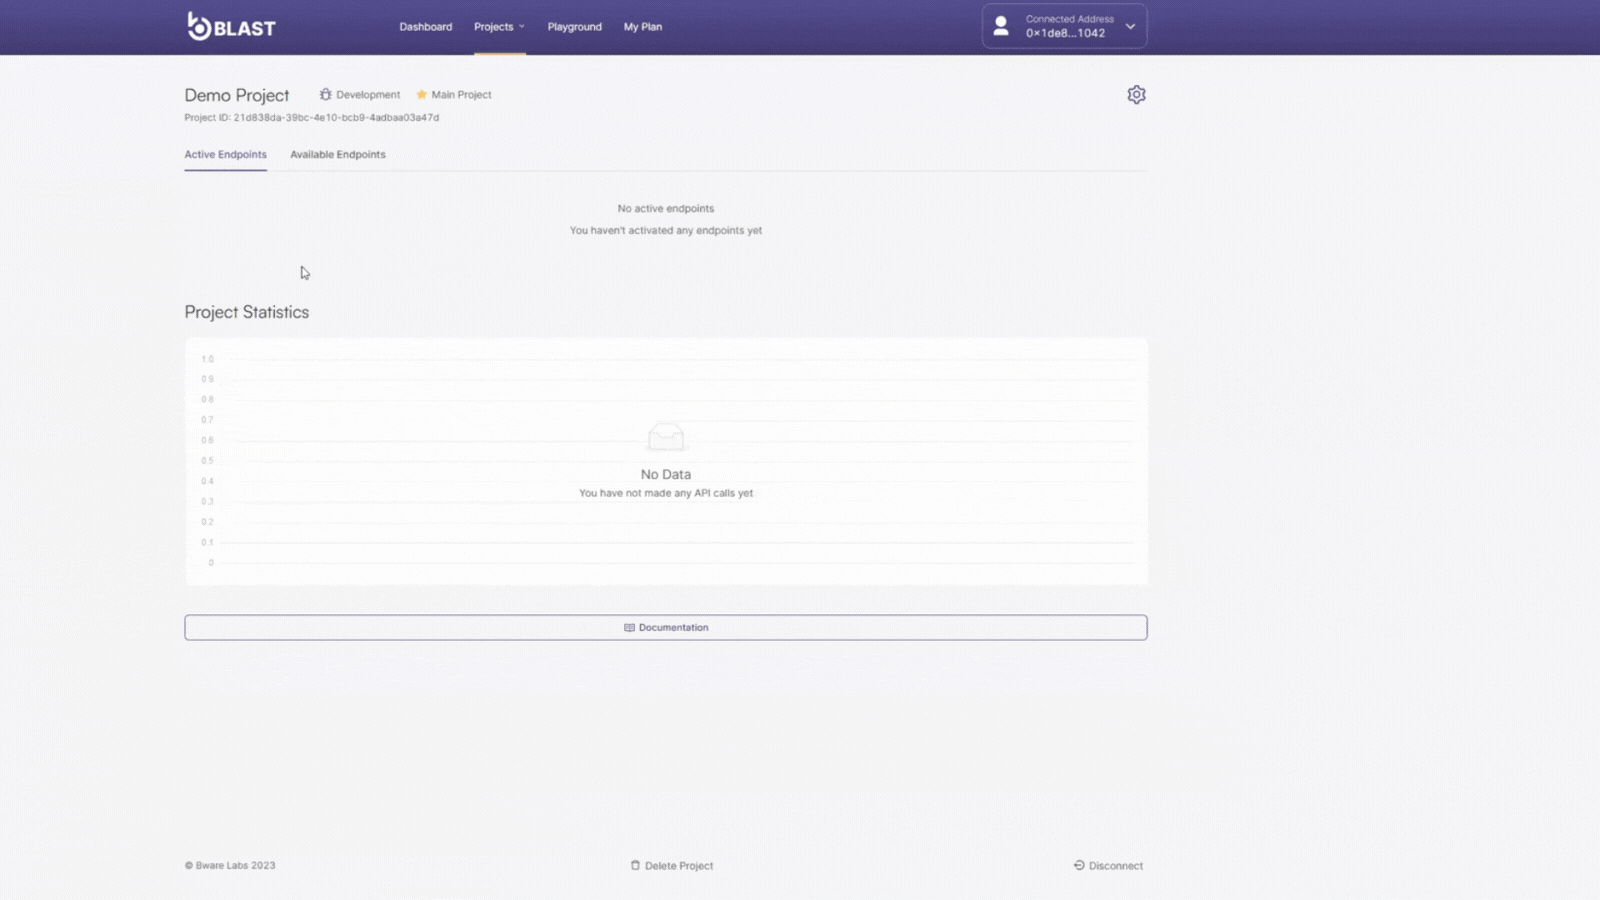 BLAST
Dashboard Projects Playground My Plan
Connected Address
0x1de8...1042
Demo Project Development Main Project
Project ID: 21d838da-39bc-4e10-bcb9-4adbaa03a47d
Active Endpoints Available Endpoints
No active endpoints
You haven't activated any endpoints yet
Project Statistics
1.0
0.9
0.8
0.7
0.6
0.5
0.4
0.3
0.2
0.1
0
No Data
You have not made any API calls yet
Documentation
© Bware Labs 2023 Delete Project Disconnect